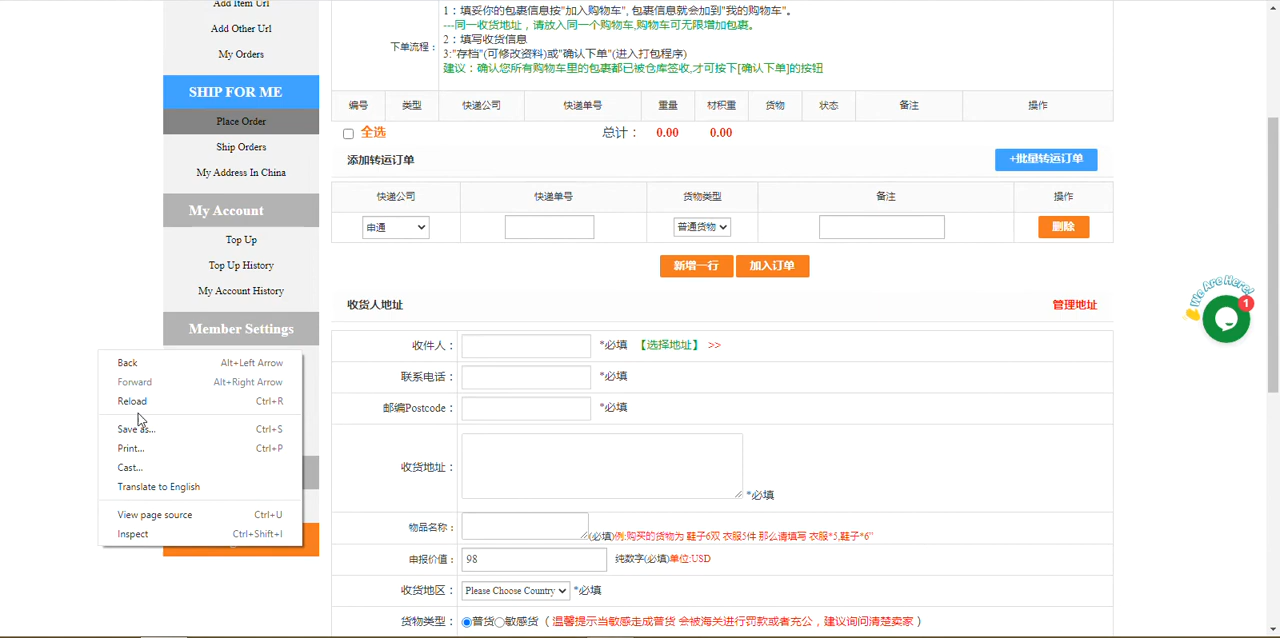 Add Item Url
Add Other Url
My Orders
SHIP FOR ME
Place Order
Ship Orders
My Address In China
My Account
Top Up
Top Up History
My Account History
Member Settings
Back Alt+Left Arrow
Forward Alt+Right Arrow
Reload Ctrl+R
Save as... Ctrl+S
Print... Ctrl+P
Cast...
Translate to English
View page source Ctrl+U
Inspect Ctrl+Shift+I
下单流程：
1：填妥你的包裹信息按"加入购物车", 包裹信息就会加到"我的购物车"。
---同一收货地址，请放入同一个购物车,购物车可无限增加包裹。
2：填写收货信息
3:"存档"(可修改资料)或"确认下单"(进入打包程序)
建议：确认您所有购物车里的包裹都已被仓库签收,才可按下[确认下单]的按钮
编号 类型 快递公司 快递单号 重量 材积重 货物 状态 备注 操作
全选 总计： 0.00 0.00
添加转运订单 +批量转运订单
快递公司 快递单号 货物类型 备注 操作
申通 普通货物 删除
新增一行 加入订单
收货人地址 管理地址
收件人： *必填 【选择地址】 >>
联系电话： *必填
邮编Postcode： *必填
收货地址： *必填
物品名称： (必填)例:购买的货物为 鞋子6双 衣服5件 那么请填写 衣服*5,鞋子*6"
申报价值： 98 纯数字(必填)单位:USD
收货地区： Please Choose Country *必填
货物类型： 普货 敏感货 （ 温馨提示当敏感走成普货 会被海关进行罚款或者充公，建议询问清楚卖家 ）
We Are Here!
1